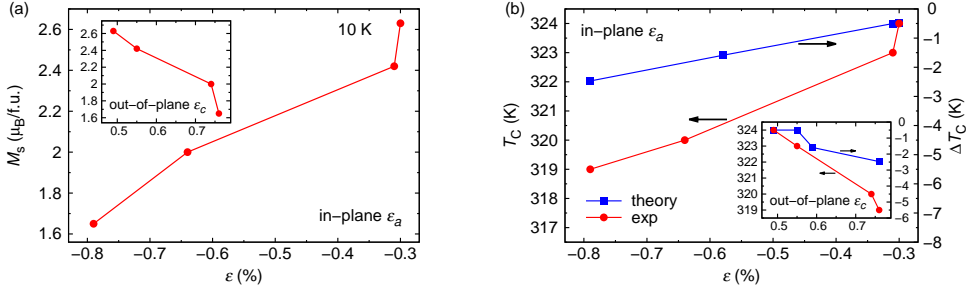 (a)
2.6
2.4
2.2
2
1.8
1.6
M_s (μ_B/f.u.)
10 K
2.6
2.4
2.2
2
1.8
1.6
out−of−plane ε_c
0.5 0.6 0.7
in−plane ε_a
−0.8 −0.7 −0.6 −0.5 −0.4 −0.3
ε (%)
(b)
324
323
322
321
320
319
318
317
T_C (K)
in−plane ε_a
0
−1
−2
−3
−4
−5
−6
−7
−8
ΔT_C (K)
theory
exp
324
323
322
321
320
319
0
−1
−2
−3
−4
−5
−6
out−of−plane ε_c
0.5 0.6 0.7
−0.8 −0.7 −0.6 −0.5 −0.4 −0.3
ε (%)